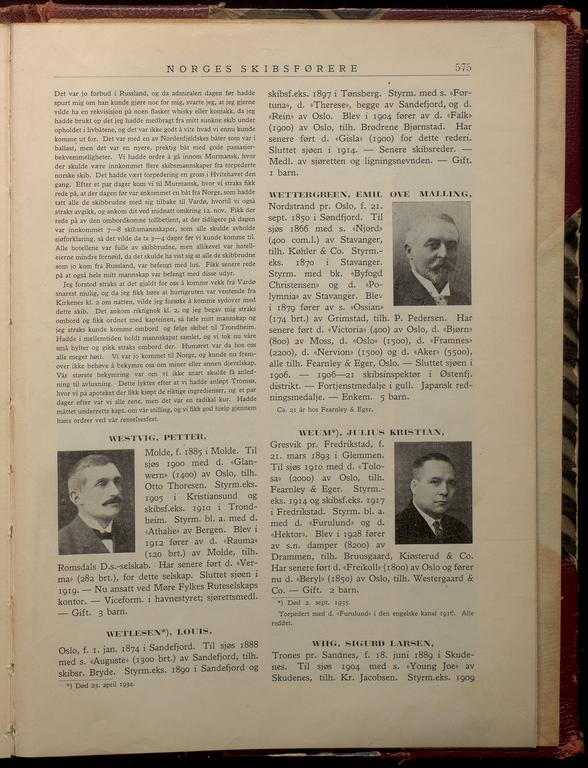 NORGES SKIBSFØRERE 575
Det var jo forbud i Russland, og da admiralen dagen før hadde
spurt mig om han kunde gjøre noe for mig, svarte jeg, at jeg gjerne
vilde ha en rekvisisjon på noen flasker whisky eller konjakk, da jeg
hadde brukt op det jeg hadde medbragt fra mitt sunkne skib under
opholdet i livbåtene, og det var ikke godt å vite hvad vi ennu kunde
komme ut for. Det var med en av Nordenfjeldskes båter som var i
ballast, men det var en nyere, prektig båt med gode passasjer-
bekvemmeligheter. Vi hadde ordre å gå innom Murmansk, hvor
der skulde være innkommet flere skibsmannskaper fra torpederte
norske skib. Det hadde vært torpedering en gros i Hvitehavet den
gang. Efter et par dager kom vi til Murmansk, hvor vi straks fikk
rede på, at der dagen før var ankommet en båt fra Norge, som hadde
tatt alle de skibbrudne med sig tilbake til Vardø, hvortil vi også
straks avgikk, og ankom dit ved midnatt omkring 12. nov. Fikk der
rede på av den ombordkomne tollbetjent, at der tidligere på dagen
var innkommet 7—8 skibsmannskaper, som alle skulde avholde
sjøforklaring, så det vilde da ta 3—4 dager før vi kunde komme til.
Alle hotellene var fulle av skibbrudne, men allikevel var hotell-
eierne mindre fornøid, da det skulde ha vist sig at alle de skibbrudne
som jo kom fra Russland, var befengt med lus. Fikk senere rede
på at også hele mitt mannskap var befengt med disse udyr.
Jeg forstod straks at det gjaldt for oss å komme vekk fra Vardø
snarest mulig, og da jeg fikk høre at hurtigruten var ventende fra
Kirkenes kl. 2 om natten, vilde jeg forsøke å komme sydover med
dette skib. Det ankom riktignok kl. 2, og jeg begav mig straks
ombord og fikk ordnet med kapteinen, så hele mitt mannskap og
jeg straks kunde komme ombord og følge skibet til Trondheim.
Hadde i mellemtiden holdt mannskapet samlet, og vi tok nu våre
små bylter og gikk straks ombord der. Humøret var da hos oss
alle meget høit. Vi var jo kommet til Norge, og kunde nu frem-
over ikke behøve å bekymre oss om miner eller annen djevelskap.
Vår største bekymring var om vi ikke snart skulde få anled-
ning til avlusning. Dette lyktes efter at vi hadde anløpt Tromsø,
hvor vi på apoteket der fikk kjøpt de riktige ingredienser, og et par
dager efter var vi alle rene, men det var en radikal kur. Hadde
måttet underrette kapt. om vår stilling, og vi fikk god hjelp gjennem
hans ordrer ved vår renselsesfest.
WESTVIG, PETTER,
Molde, f. 1885 i Molde. Til
sjøs 1900 med d. «Glan-
wern» (1400) av Oslo, tilh.
Otto Thoresen. Styrm.eks.
1905 i Kristiansund og
skibsf.eks. 1910 i Trond-
heim. Styrm. bl. a. med d.
«Athalie» av Bergen. Blev i
1912 fører av d. «Rauma»
(120 brt.) av Molde, tilh.
Romsdals D.s.-selskab. Har senere ført d. «Ver-
ma» (282 brt.), for dette selskap. Sluttet sjøen i
1919. — Nu ansatt ved Møre Fylkes Ruteselskaps
kontor. — Viceform. i havnestyret; sjørettsmedl.
— Gift. 3 barn.
WETLESEN*), LOUIS,
Oslo, f. 1. jan. 1874 i Sandefjord. Til sjøs 1888
med s. «Auguste» (1300 brt.) av Sandefjord, tilh.
skibsr. Bryde. Styrm.eks. 1890 i Sandefjord og
*) Død 23. april 1934.
skibsf.eks. 1897 i Tønsberg. Styrm. med s. «For-
tuna», d. «Therese», begge av Sandefjord, og d.
«Rein» av Oslo. Blev i 1904 fører av d. «Falk»
(1900) av Oslo, tilh. Brødrene Bjørnstad. Har
senere ført d. «Gisla» (1900) for dette rederi.
Sluttet sjøen i 1914. — Senere skibsreder. —
Medl. av sjøretten og ligningsnevnden. — Gift.
1 barn.
WETTERGREEN, EMIL OVE MALLING,
Nordstrand pr. Oslo, f. 21.
sept. 1850 i Søndfjord. Til
sjøs 1866 med s. «Njord»
(400 com.l.) av Stavanger,
tilh. Køhler & Co. Styrm.-
eks. 1870 i Stavanger.
Styrm. med bk. «Byfogd
Christensen» og d. «Po-
lymnia» av Stavanger. Blev
i 1879 fører av s. «Ossian»
(174 brt.) av Grimstad, tilh. P. Pedersen. Har
senere ført d. «Victoria» (400) av Oslo, d. «Bjørn»
(800) av Moss, d. «Oslo» (1500), d. «Framnes»
(2200), d. «Nervion» (1500) og d. «Aker» (5500),
alle tilh. Fearnley & Eger, Oslo. — Sluttet sjøen i
1906. — 1906—21 skibsinspektør i Østenfj.
distrikt. — Fortjenstmedalje i gull. Japansk red-
ningsmedalje. — Enkem. 5 barn.
Ca. 21 år hos Fearnley & Eger.
WEUM*), JULIUS KRISTIAN,
Gresvik pr. Fredrikstad, f.
21. mars 1893 i Glemmen.
Til sjøs 1910 med d. «Tolo-
sa» (2000) av Oslo, tilh.
Fearnley & Eger. Styrm.-
eks. 1914 og skibsf.eks. 1917
i Fredrikstad. Styrm. bl. a.
med d. «Furulund» og d.
«Hektor». Blev i 1928 fører
av s.n. damper (8200) av
Drammen, tilh. Bruusgaard, Kiøsterud & Co.
Har senere ført d. «Freikoll» (1800) av Oslo og fører
nu d. «Beryl» (1850) av Oslo, tilh. Westergaard &
Co. — Gift. 2 barn.
*) Død 2. sept. 1935.
Torpedert med d. «Furulund» i den engelske kanal 1916. Alle
reddet.
WIIG, SIGURD LARSEN,
Trones pr. Sandnes, f. 18. juni 1889 i Skude-
nes. Til sjøs 1904 med s. «Young Joe» av
Skudenes, tilh. Kr. Jacobsen. Styrm.eks. 1909